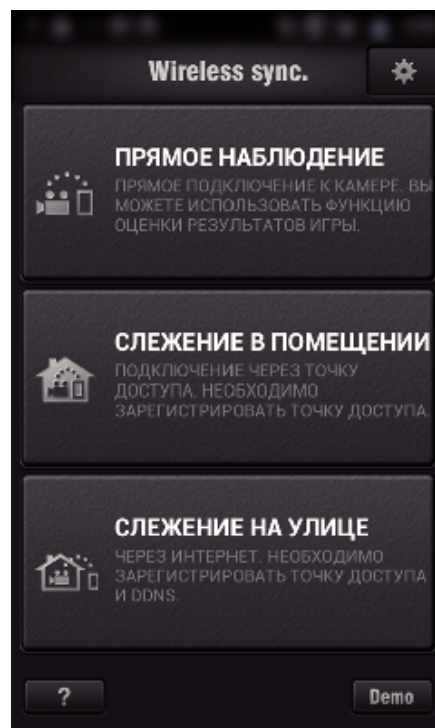 Wireless sync.
ПРЯМОЕ НАБЛЮДЕНИЕ
ПРЯМОЕ ПОДКЛЮЧЕНИЕ К КАМЕРЕ. ВЫ
МОЖЕТЕ ИСПОЛЬЗОВАТЬ ФУНКЦИЮ
ОЦЕНКИ РЕЗУЛЬТАТОВ ИГРЫ.
СЛЕЖЕНИЕ В ПОМЕЩЕНИИ
ПОДКЛЮЧЕНИЕ ЧЕРЕЗ ТОЧКУ
ДОСТУПА. НЕОБХОДИМО
ЗАРЕГИСТРИРОВАТЬ ТОЧКУ ДОСТУПА.
СЛЕЖЕНИЕ НА УЛИЦЕ
ЧЕРЕЗ ИНТЕРНЕТ. НЕОБХОДИМО
ЗАРЕГИСТРИРОВАТЬ ТОЧКУ ДОСТУПА
И DDNS.
? Demo